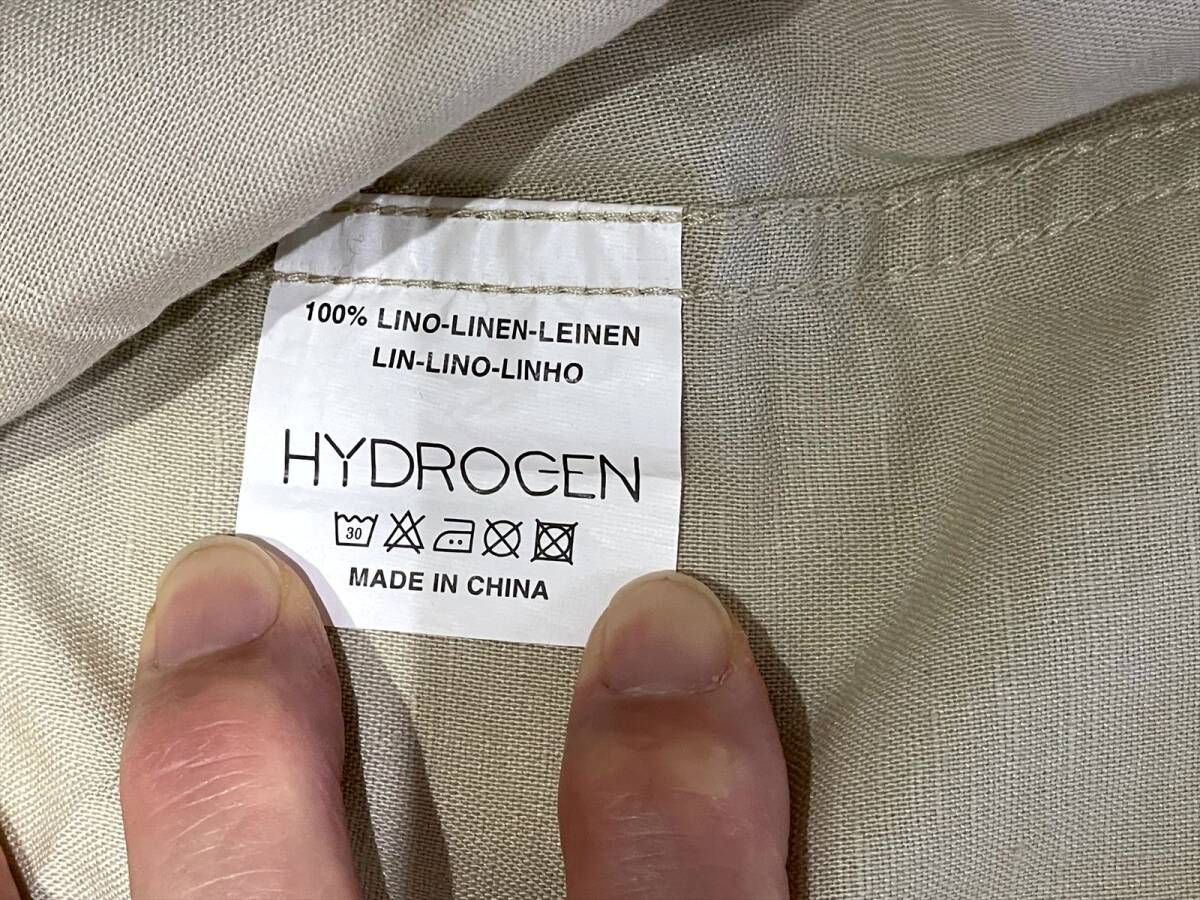 100% LINO-LINEN-LEINEN
LIN-LINO-LINHO
HYDROGEN
30
MADE IN CHINA